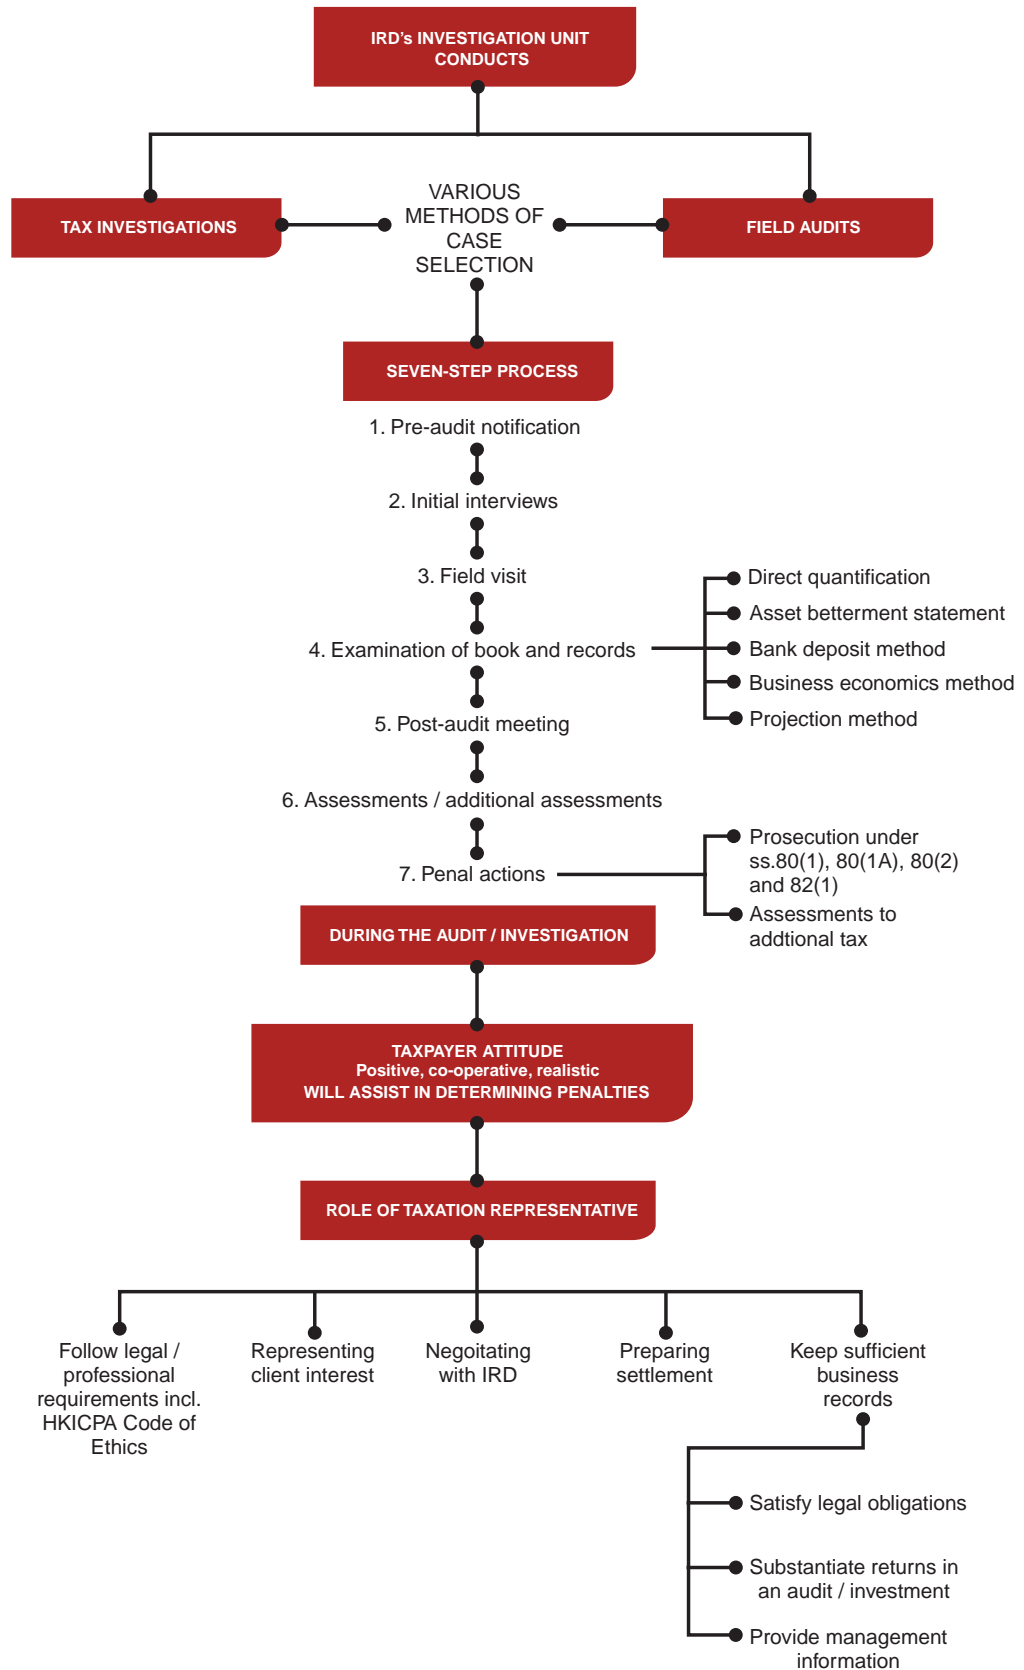 IRD's INVESTIGATION UNIT
CONDUCTS
TAX INVESTIGATIONS
VARIOUS
METHODS OF
CASE
SELECTION
FIELD AUDITS
SEVEN-STEP PROCESS
1. Pre-audit notification
2. Initial interviews
3. Field visit
4. Examination of book and records
Direct quantification
Asset betterment statement
Bank deposit method
Business economics method
Projection method
5. Post-audit meeting
6. Assessments / additional assessments
7. Penal actions
Prosecution under
ss.80(1), 80(1A), 80(2)
and 82(1)
Assessments to
addtional tax
DURING THE AUDIT / INVESTIGATION
TAXPAYER ATTITUDE
Positive, co-operative, realistic
WILL ASSIST IN DETERMINING PENALTIES
ROLE OF TAXATION REPRESENTATIVE
Follow legal /
professional
requirements incl.
HKICPA Code of
Ethics
Representing
client interest
Negoitating
with IRD
Preparing
settlement
Keep sufficient
business
records
Satisfy legal obligations
Substantiate returns in
an audit / investment
Provide management
information